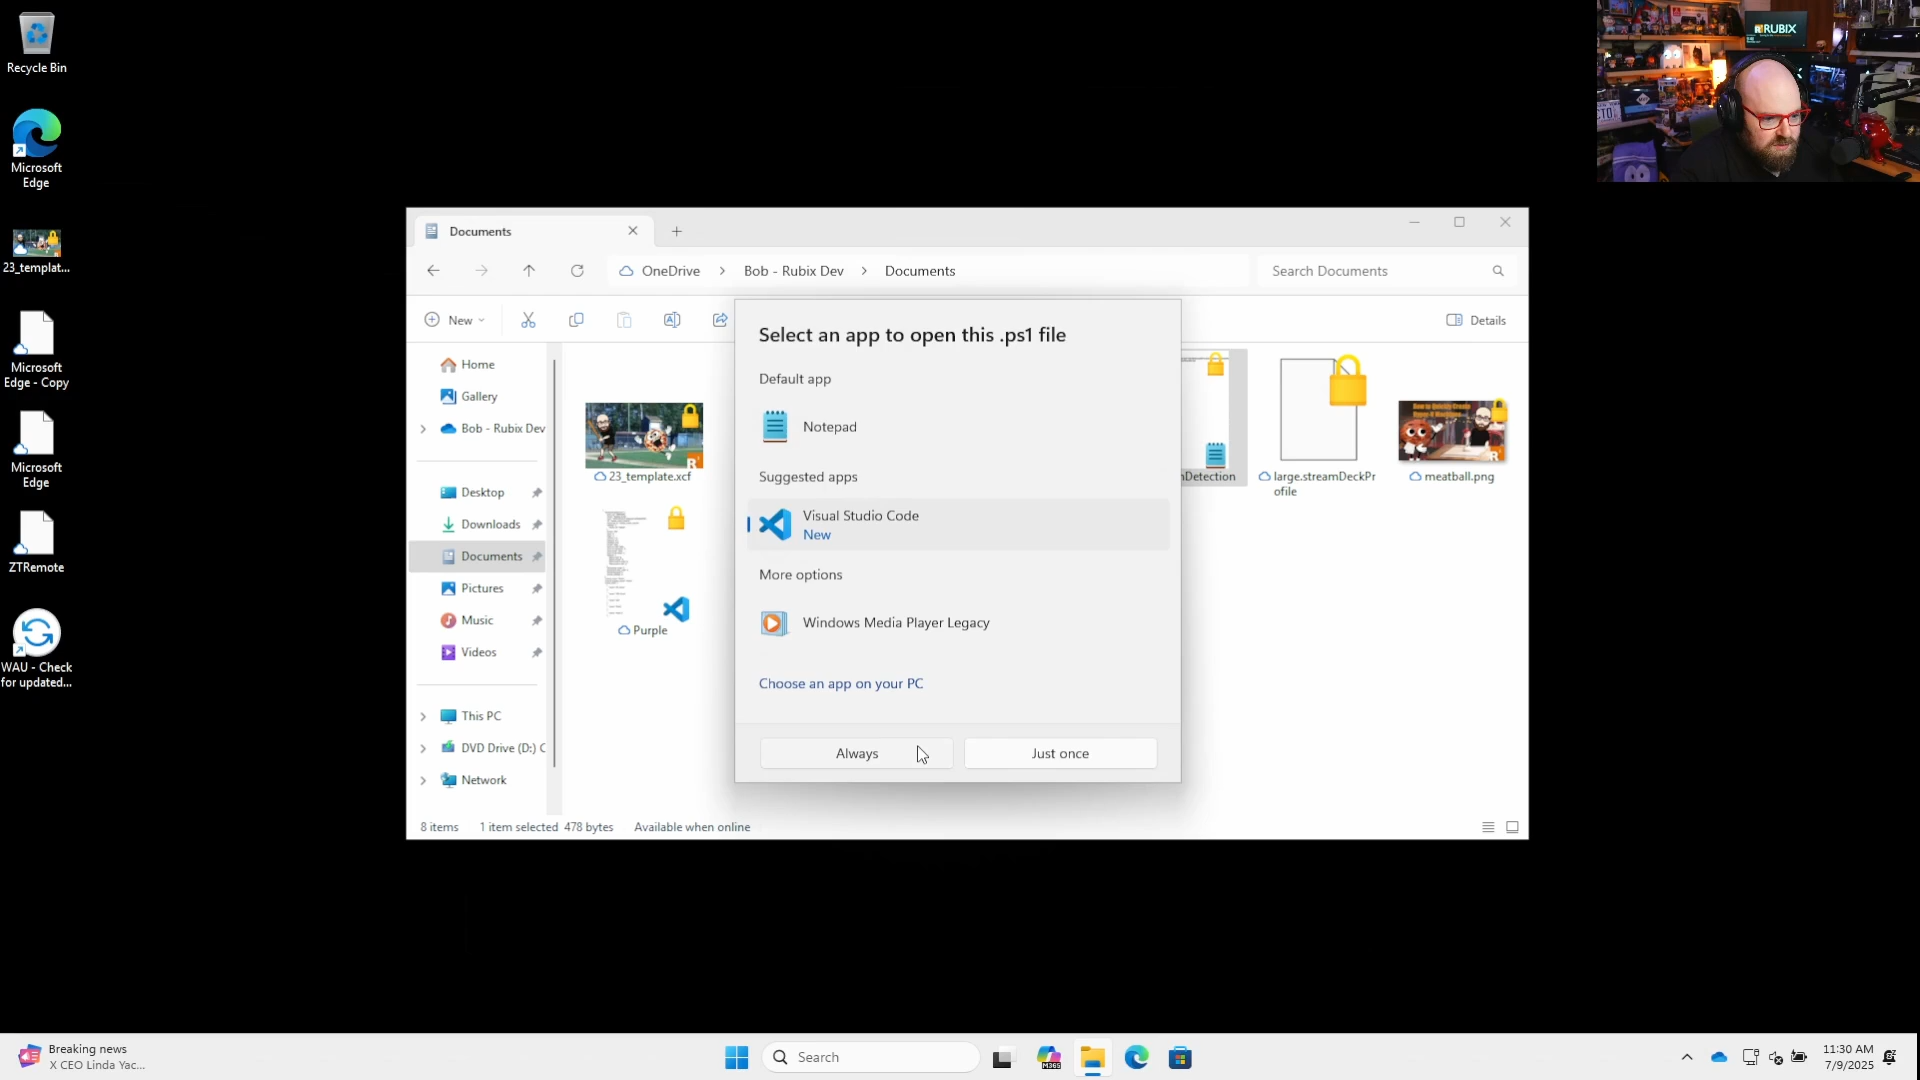 Recycle Bin
Microsoft
Edge
23_templat...
Microsoft
Edge - Copy
Microsoft
Edge
ZTRemote
WAU - Check
for updated...
RUBIX
Documents
OneDrive
Bob - Rubix Dev
Documents
Search Documents
New
Details
Home
Gallery
Bob - Rubix Dev
Desktop
Downloads
Documents
Pictures
Music
Videos
This PC
DVD Drive (D:) C
Network
23_template.xcf
Purple
nDetection
large.streamDeckPr
ofile
meatball.png
Select an app to open this .ps1 file
Default app
Notepad
Suggested apps
Visual Studio Code
New
More options
Windows Media Player Legacy
Choose an app on your PC
Always
Just once
8 items
1 item selected 478 bytes
Available when online
Breaking news
X CEO Linda Yac...
Search
M365
11:30 AM
7/9/2025